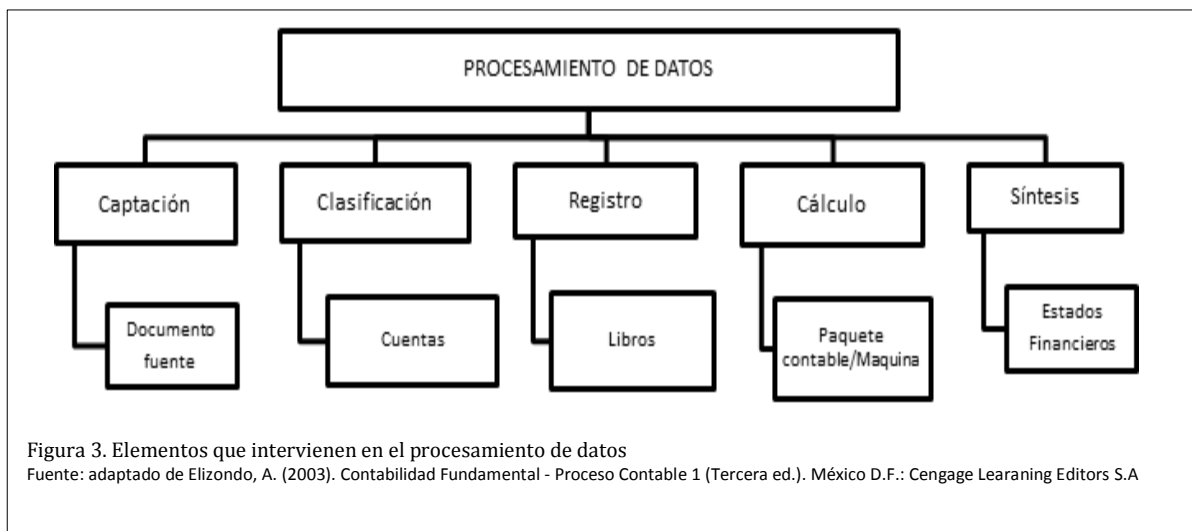 PROCESAMIENTO DE DATOS
Captación
Clasificación
Registro
Cálculo
Síntesis
Documento
fuente
Cuentas
Libros
Paquete
contable/Maquina
Estados
Financieros
Figura 3. Elementos que intervienen en el procesamiento de datos
Fuente: adaptado de Elizondo, A. (2003). Contabilidad Fundamental - Proceso Contable 1 (Tercera ed.). México D.F.: Cengage Learaning Editors S.A